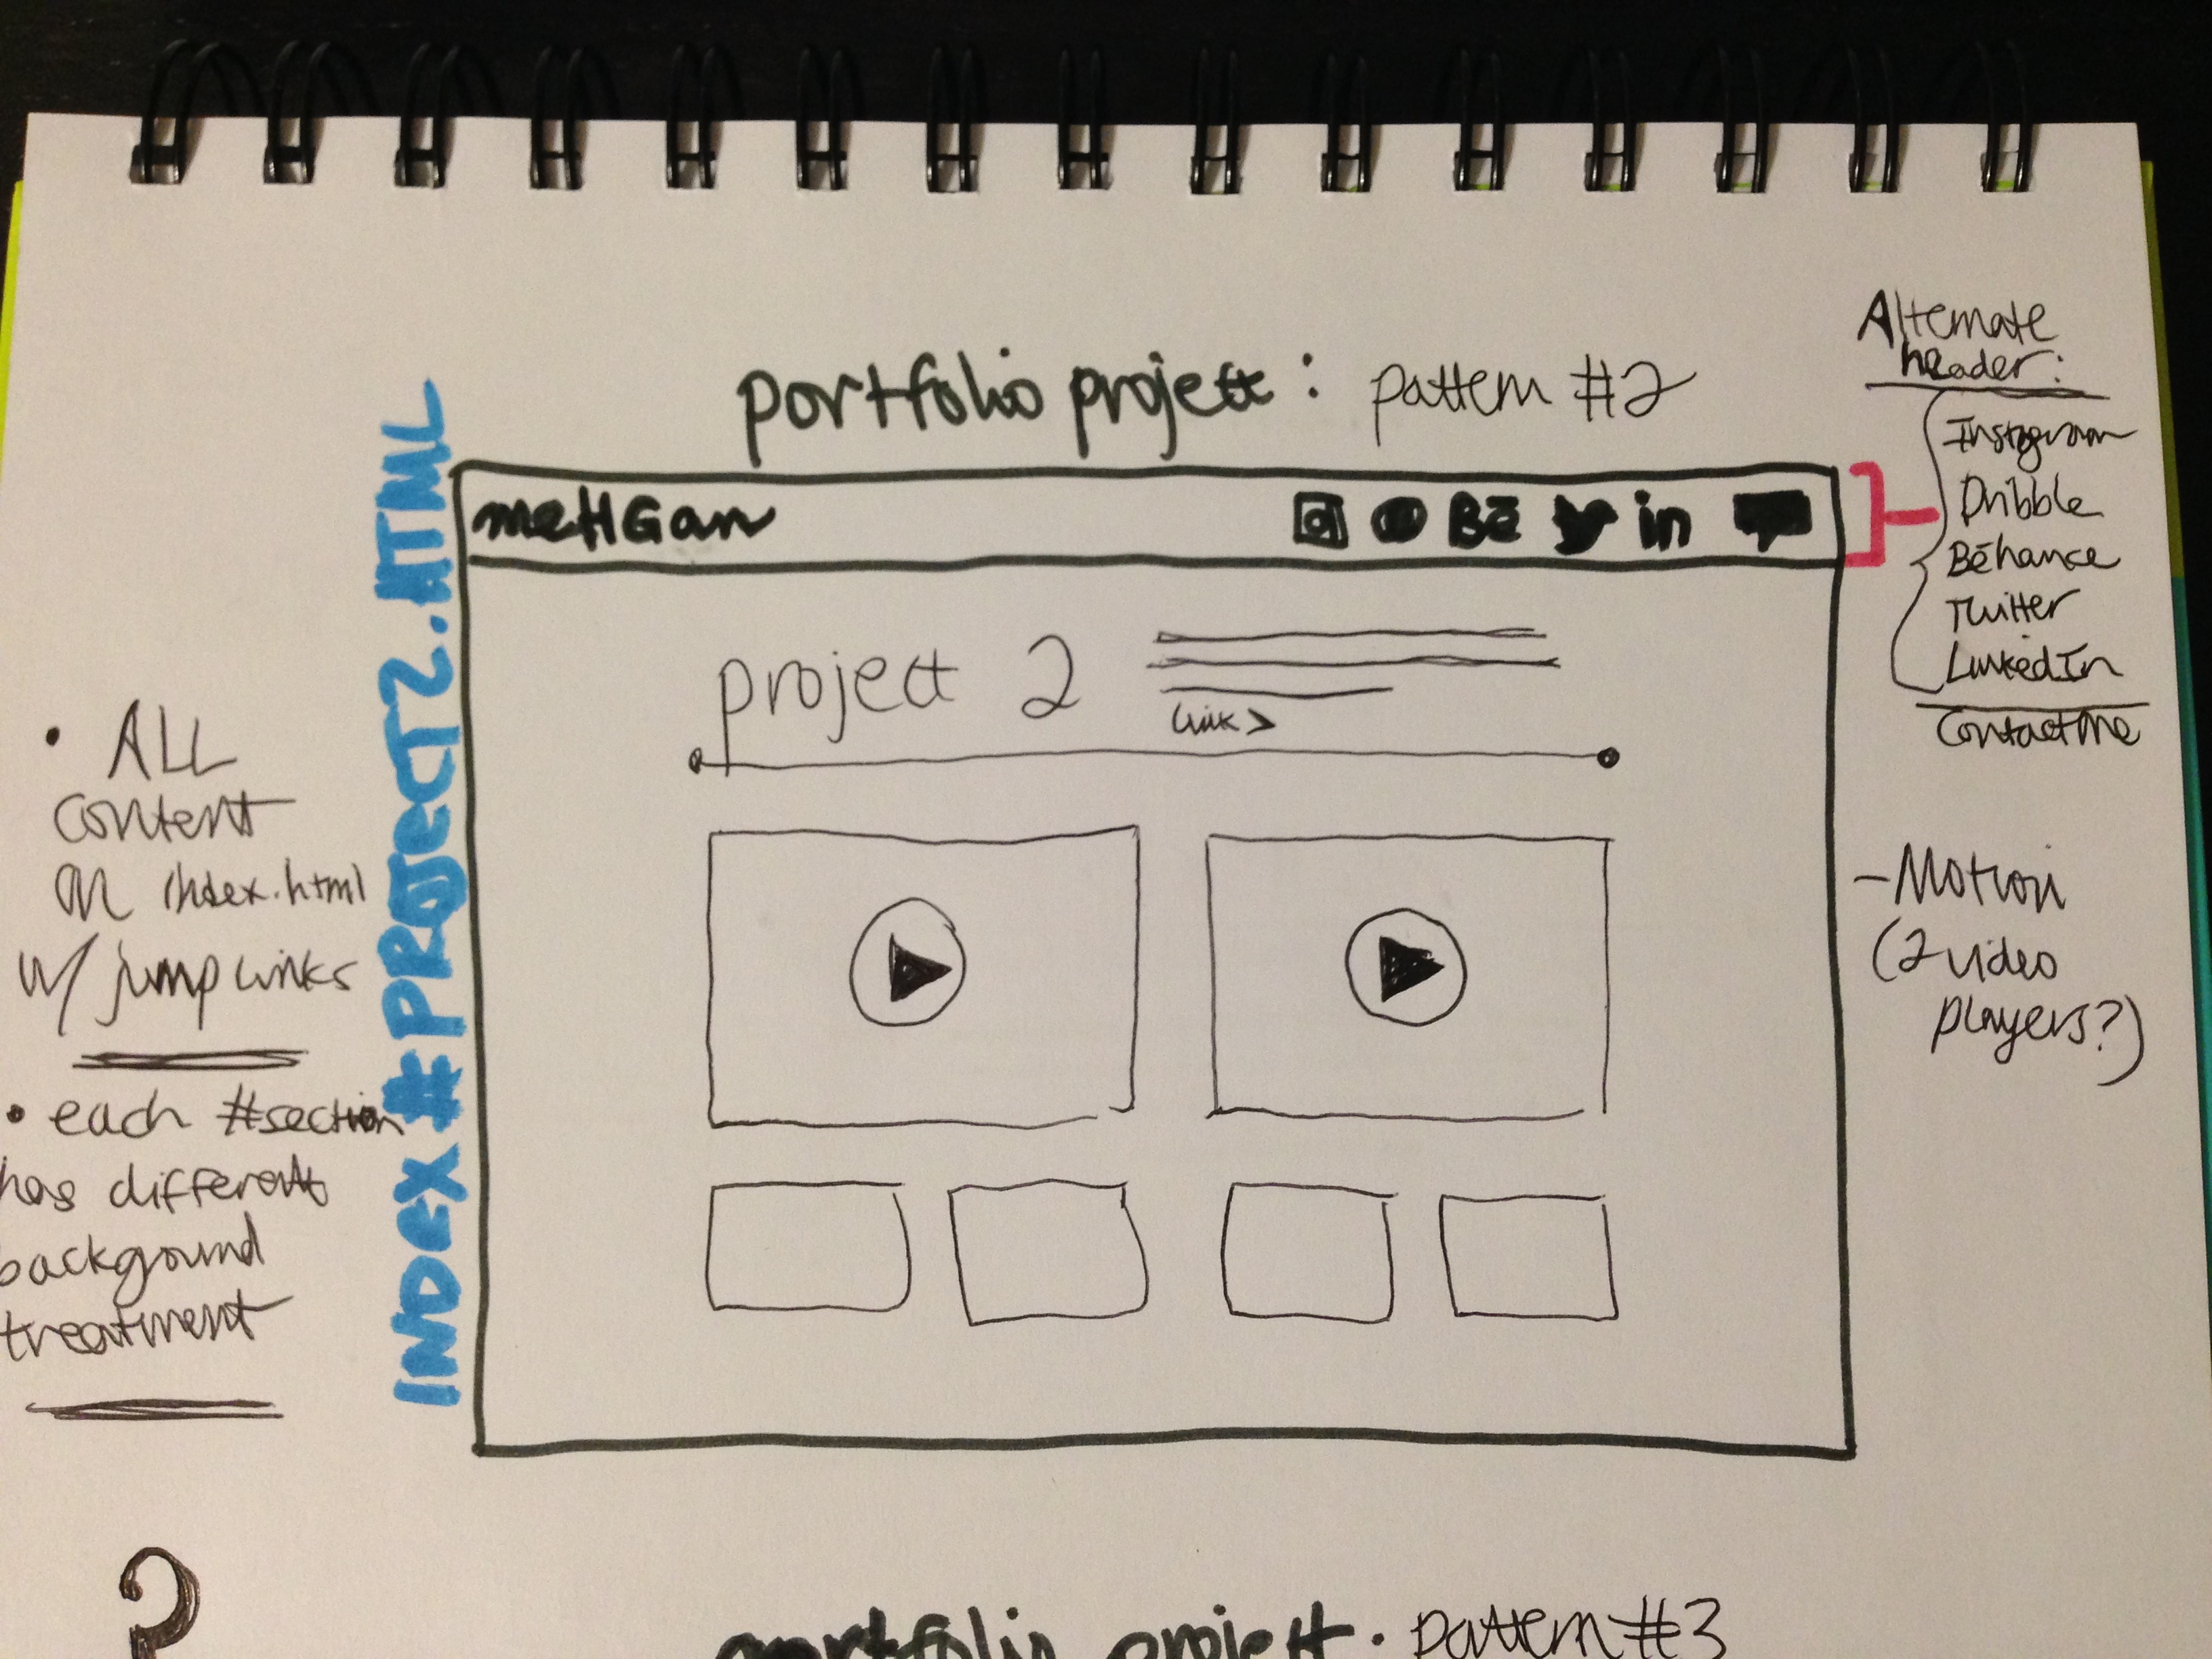 portfolio project : pattern #2
Alternate
header:
Instagram
Dribble
Bēhance
Twitter
LinkedIn
Contact Me
INDEX#PROJECT2.HTML
meHGan
Bē
in
project 2
link >
• ALL
content
on index.html
w/ jump links
• each #section
has different
background
treatment
- Motion
(2 video
players?)
?
portfolio project : pattern #3